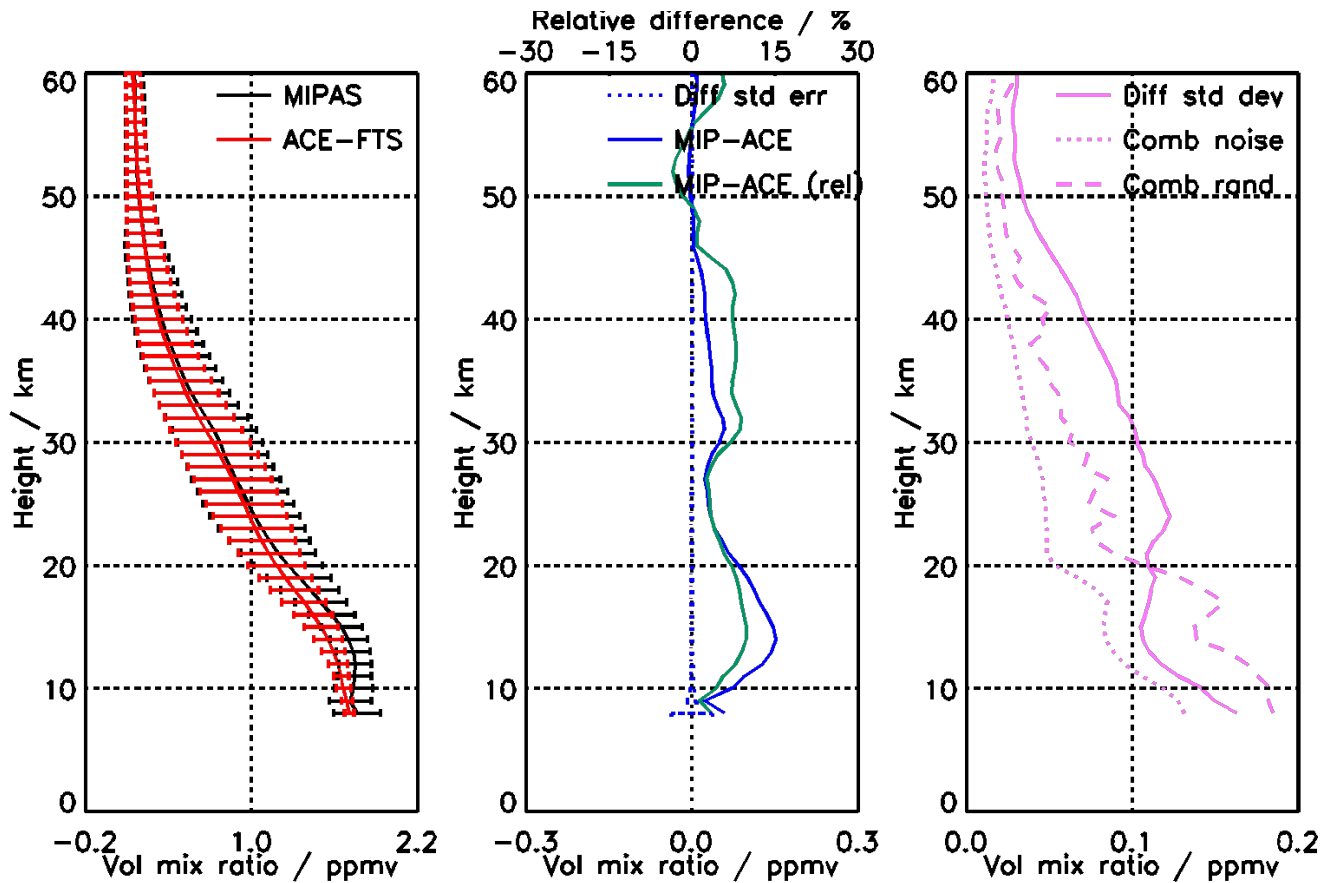 Relative difference / %
-30 -15 0 15 30
60
50
40
30
20
10
0
Height / km
MIPAS
ACE-FTS
-0.2 1.0 2.2
Vol mix ratio / ppmv
60
50
40
30
20
10
0
Height / km
Diff std err
MIP-ACE
MIP-ACE (rel)
-0.3 0.0 0.3
Vol mix ratio / ppmv
60
50
40
30
20
10
0
Height / km
Diff std dev
Comb noise
Comb rand
0.0 0.1 0.2
Vol mix ratio / ppmv